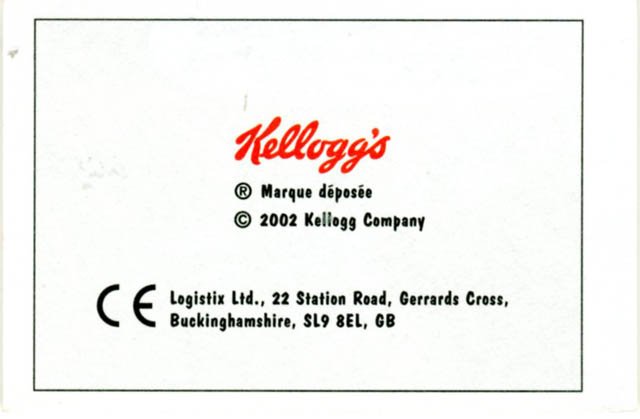 Kellogg's
® Marque déposée
© 2002 Kellogg Company
CE Logistix Ltd., 22 Station Road, Gerrards Cross,
Buckinghamshire, SL9 8EL, GB